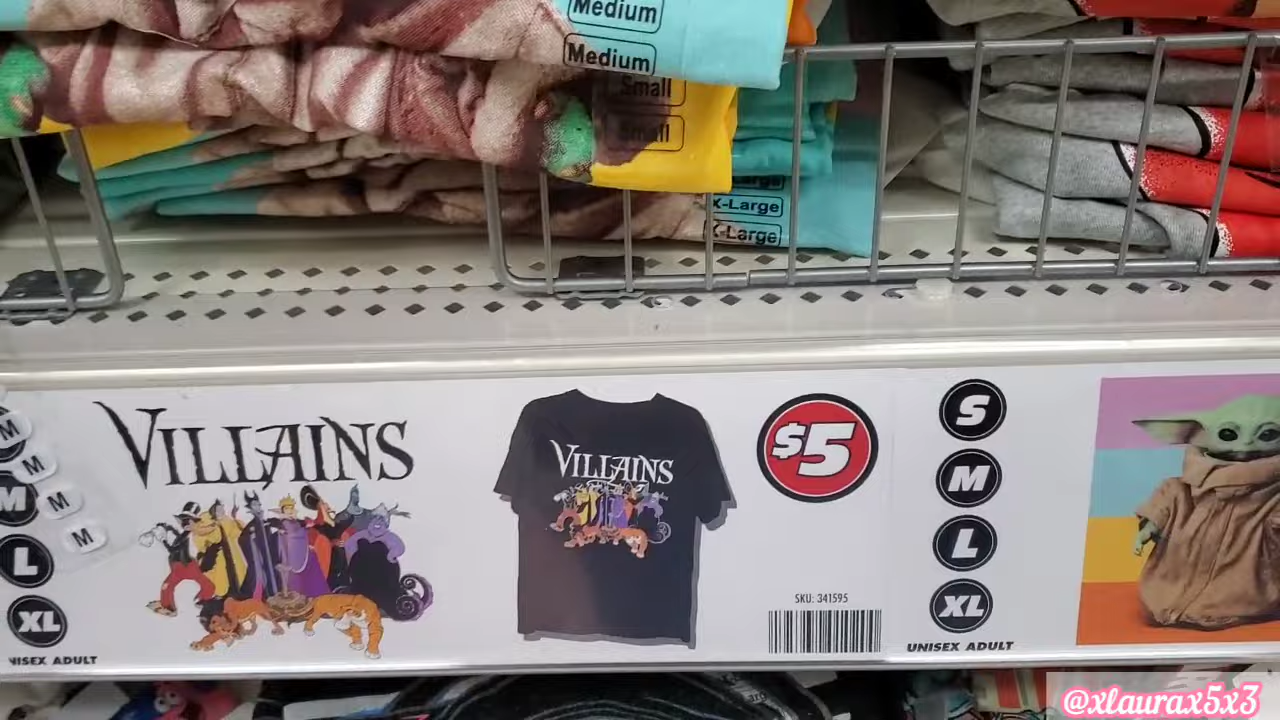 Medium
Medium
Small
Small
X-Large
X-Large
VILLAINS
VILLAINS
$5
SKU: 341595
M
M
M
M
M
L
XL
NISEX ADULT
S
M
L
XL
UNISEX ADULT
@xlaurax5x3